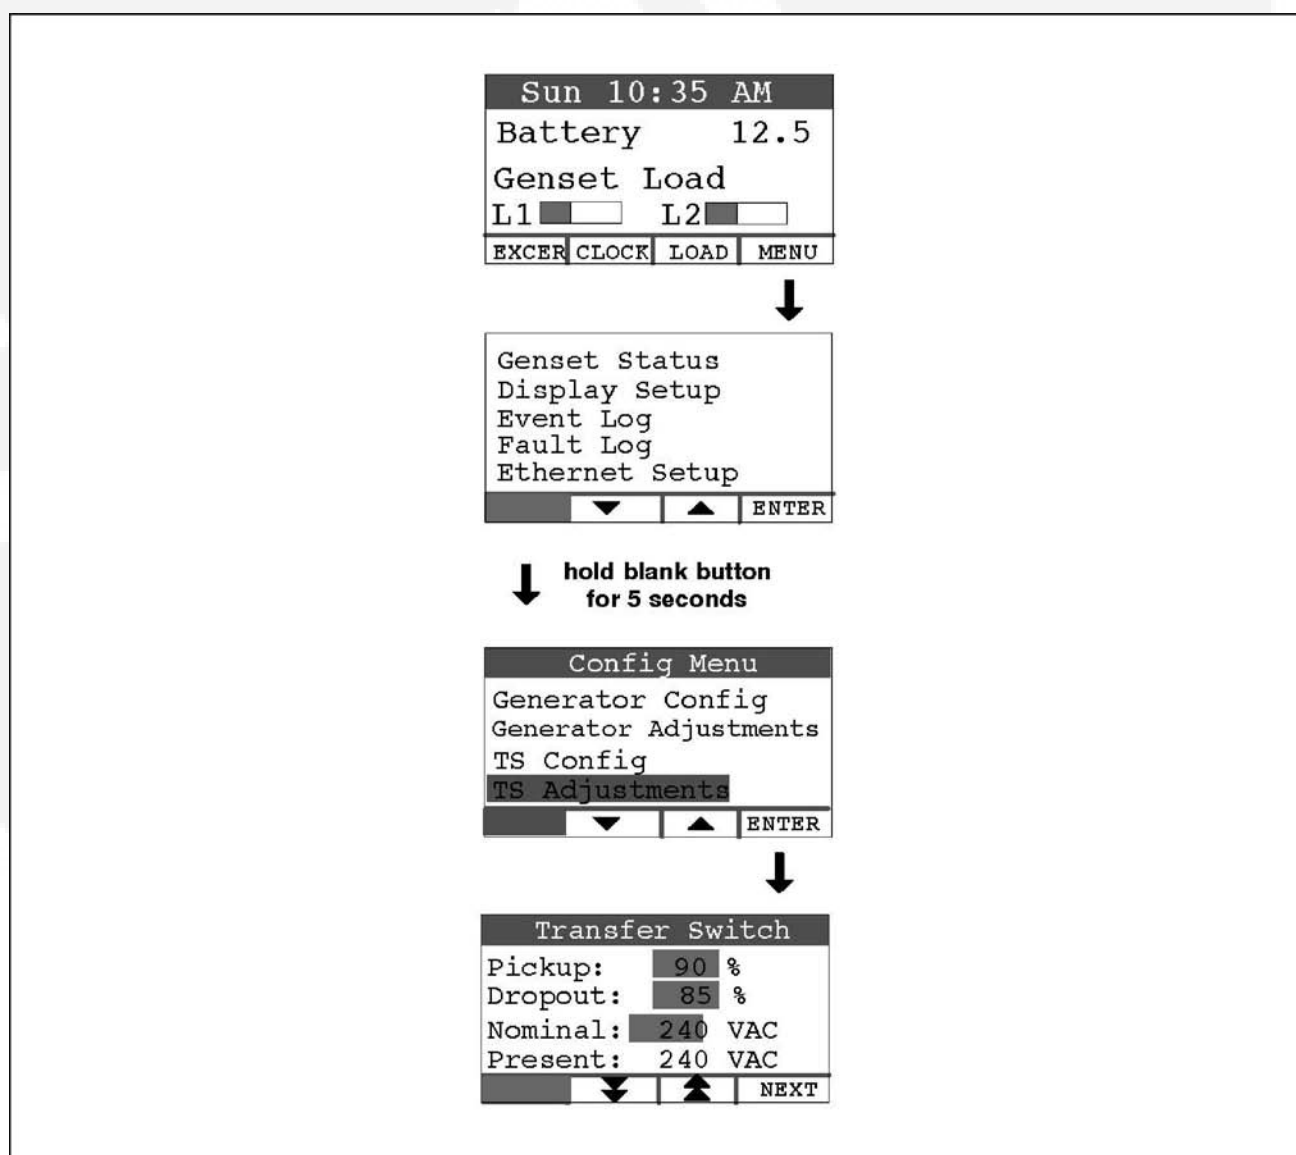 Sun 10:35 AM
Battery 12.5
Genset Load
L1 L2
EXCER CLOCK LOAD MENU
Genset Status
Display Setup
Event Log
Fault Log
Ethernet Setup
ENTER
hold blank button
for 5 seconds
Config Menu
Generator Config
Generator Adjustments
TS Config
TS Adjustments
ENTER
Transfer Switch
Pickup: 90 %
Dropout: 85 %
Nominal: 240 VAC
Present: 240 VAC
NEXT